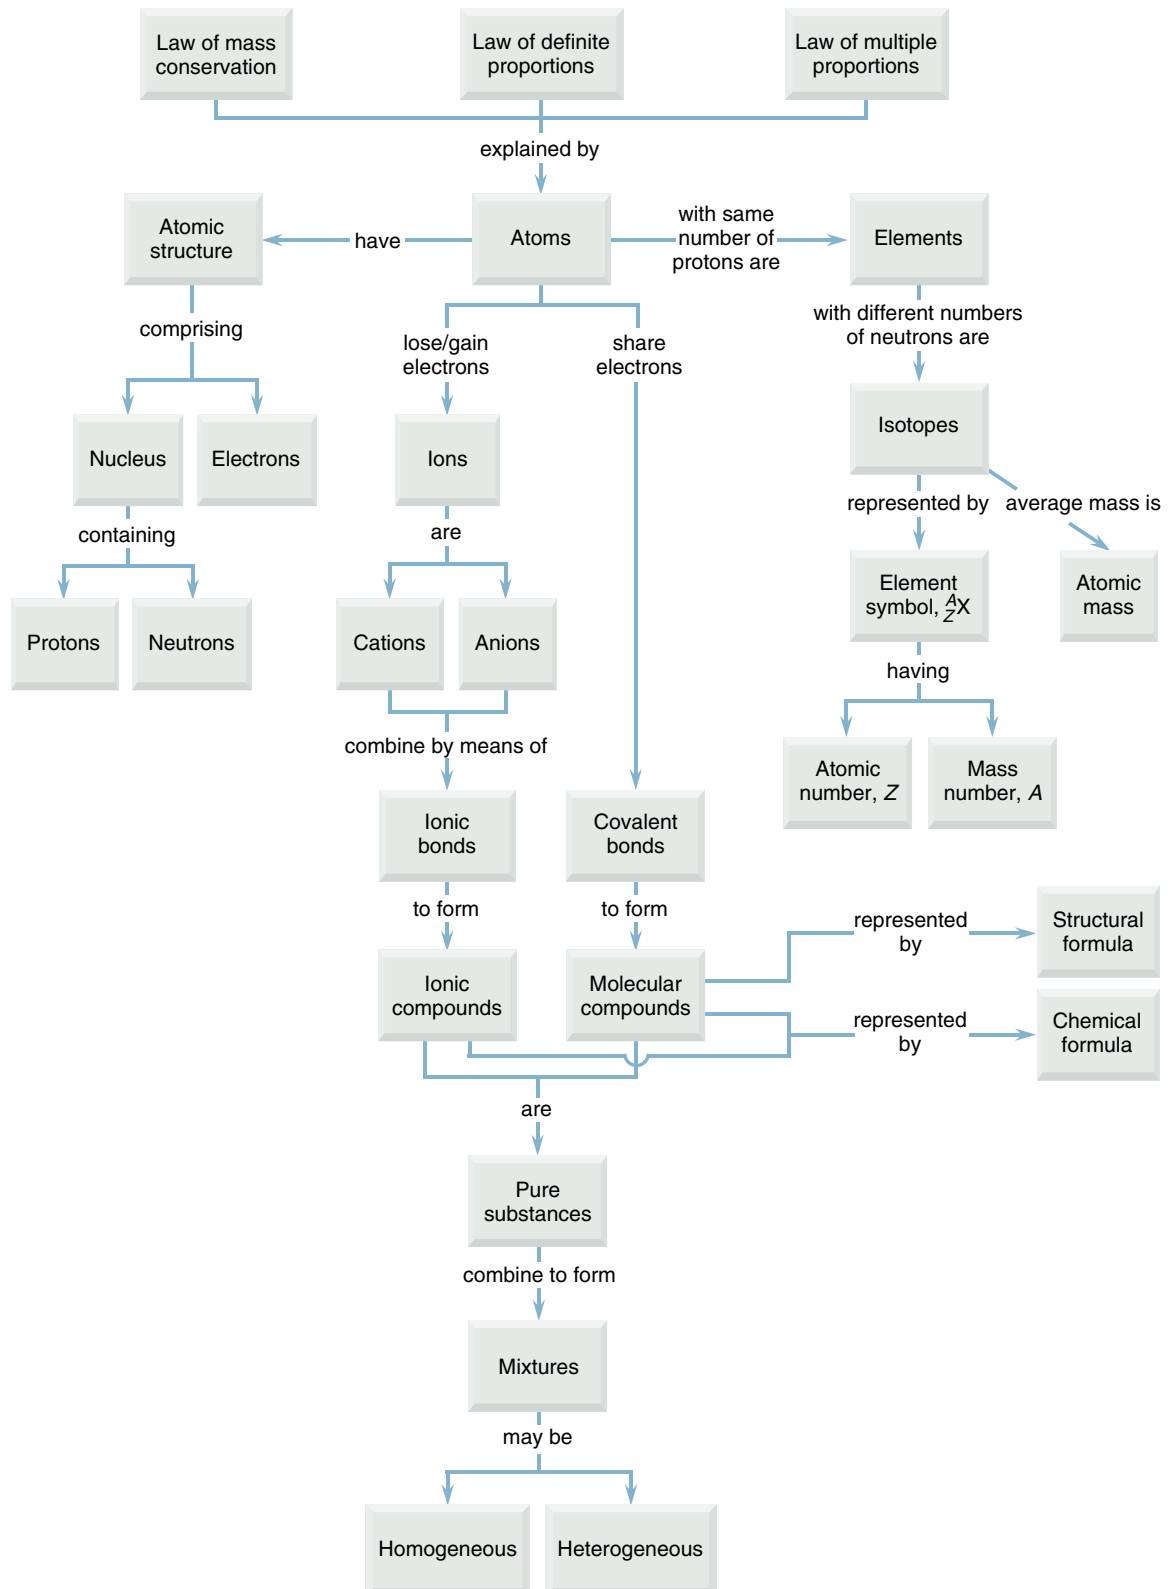 Law of mass
conservation
Law of definite
proportions
Law of multiple
proportions
explained by
Atomic
structure
have
Atoms
with same
number of
protons are
Elements
comprising
lose/gain
electrons
share
electrons
with different numbers
of neutrons are
Nucleus
Electrons
Ions
Isotopes
containing
are
represented by
average mass is
Protons
Neutrons
Cations
Anions
Element
symbol, ᴬ_ZX
Atomic
mass
having
combine by means of
Atomic
number, Z
Mass
number, A
Ionic
bonds
Covalent
bonds
to form
to form
represented
by
Structural
formula
Ionic
compounds
Molecular
compounds
represented
by
Chemical
formula
are
Pure
substances
combine to form
Mixtures
may be
Homogeneous
Heterogeneous